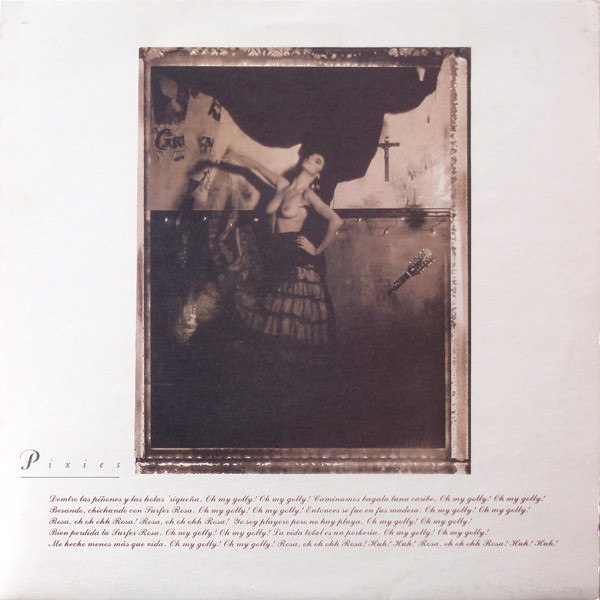 Pixies
Demtro las piñones y las holas 'riqueña. Oh my golly! Oh my golly! Caminamos bagala luna caribe. Oh my golly! Oh my golly!
Besando, chichando con Surfer Rosa. Oh my golly! Oh my golly! Entonces se fue en fus madera. Oh my golly! Oh my golly!
Rosa, oh oh ohh Rosa! Rosa, oh oh ohh Rosa! Yo soy playero pero no hay playa. Oh my golly! Oh my golly!
Bien perdida la Surfer Rosa. Oh my golly! Oh my golly! La vida total es un porkeria. Oh my golly! Oh my golly!
Me hecho menos más que vida. Oh my golly! Oh my golly! Rosa, oh oh ohh Rosa! Huh! Huh! Rosa, oh oh ohh Rosa! Huh! Huh!